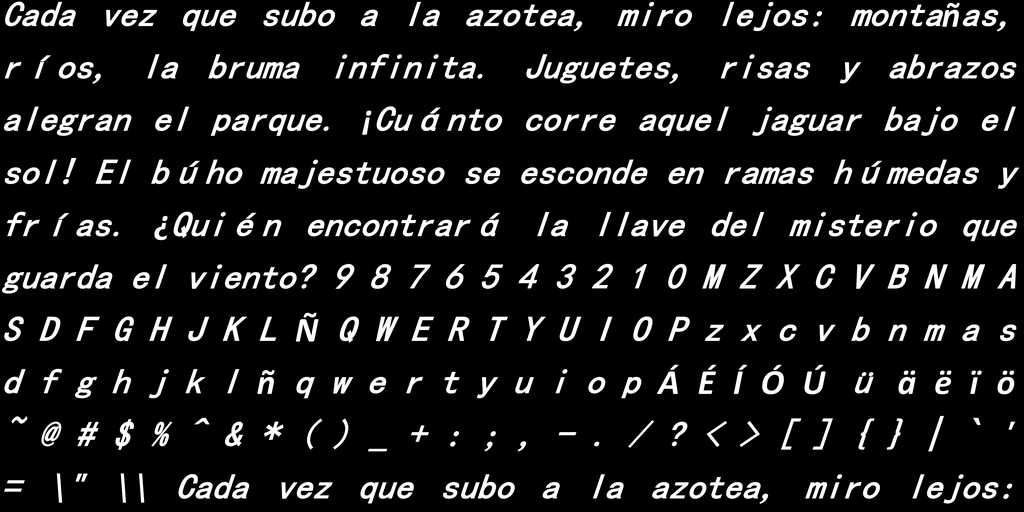 Cada vez que subo a la azotea, miro lejos: montañas,
ríos, la bruma infinita. Juguetes, risas y abrazos
alegran el parque. ¡Cuánto corre aquel jaguar bajo el
sol! El búho majestuoso se esconde en ramas húmedas y
frías. ¿Quién encontrará la llave del misterio que
guarda el viento? 9 8 7 6 5 4 3 2 1 0 M Z X C V B N M A
S D F G H J K L Ñ Q W E R T Y U I O P z x c v b n m a s
d f g h j k l ñ q w e r t y u i o p Á É Í Ó Ú ü ä ë ï ö
~ @ # $ % ^ & * ( ) _ + : ; , - . / ? < > [ ] { } | ` '
= \" \\ Cada vez que subo a la azotea, miro lejos: